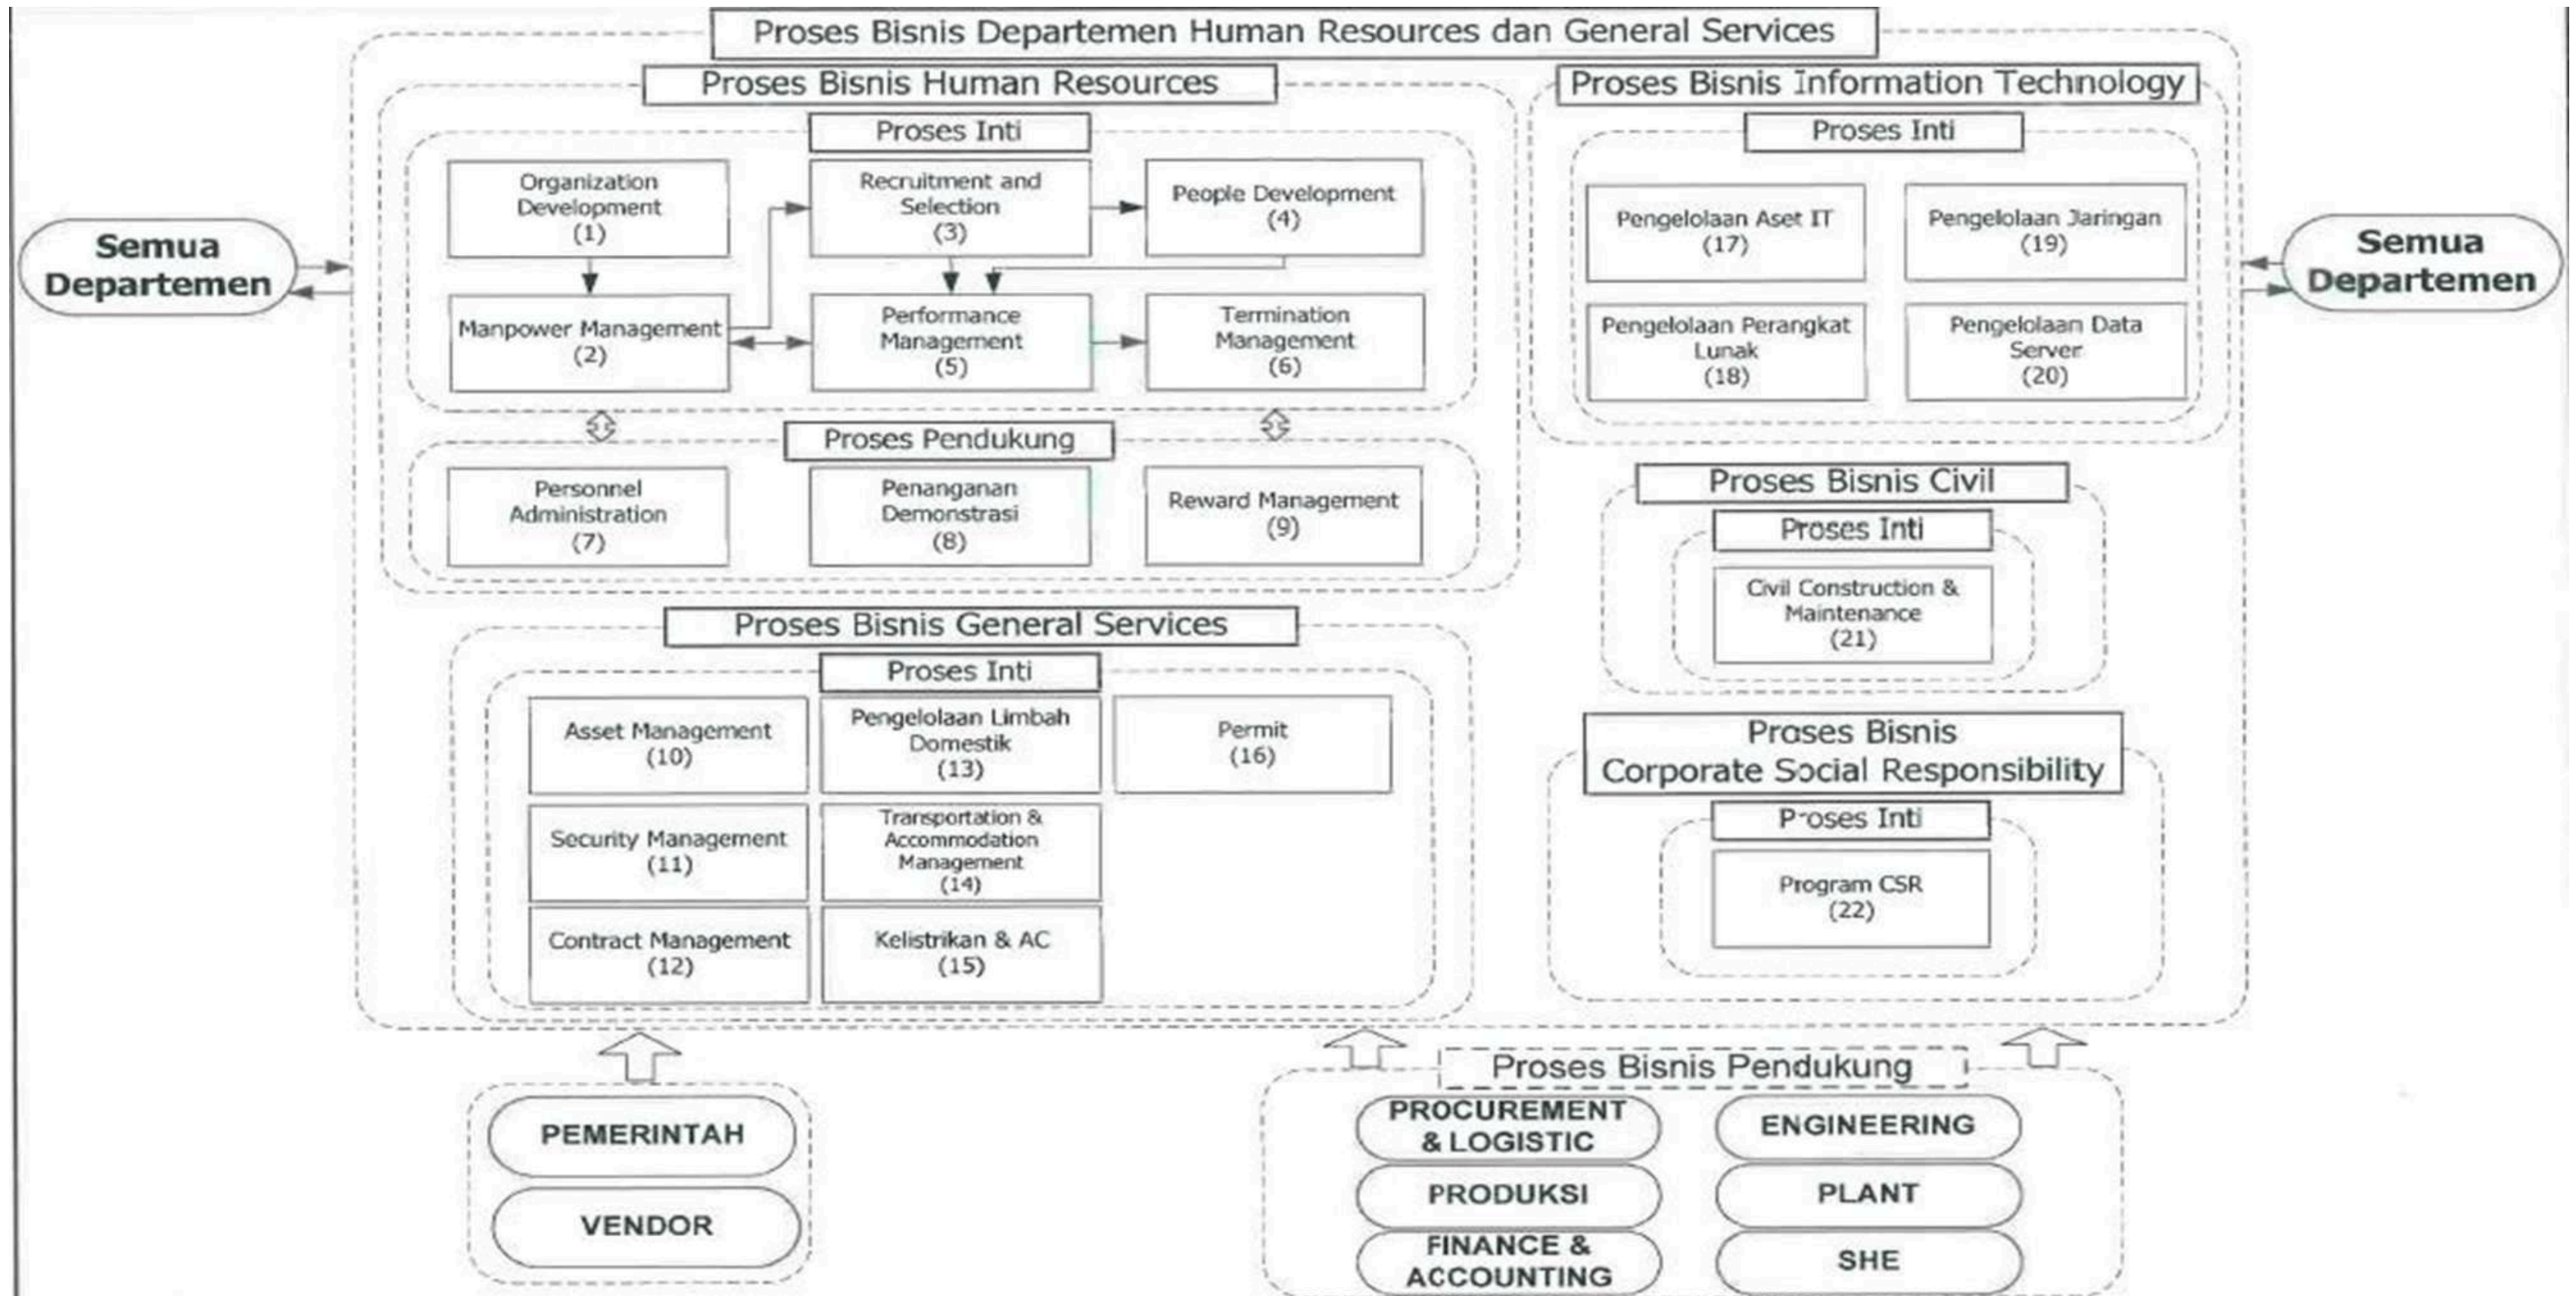 Proses Bisnis Departemen Human Resources dan General Services
Proses Bisnis Human Resources
Proses Inti
Organization
Development
(1)
Recruitment and
Selection
(3)
People Development
(4)
Manpower Management
(2)
Performance
Management
(5)
Termination
Management
(6)
Proses Pendukung
Personnel
Administration
(7)
Penanganan
Demonstrasi
(8)
Reward Management
(9)
Semua
Departemen
Proses Bisnis Information Technology
Proses Inti
Pengelolaan Aset IT
(17)
Pengelolaan Jaringan
(19)
Pengelolaan Perangkat
Lunak
(18)
Pengelolaan Data
Server
(20)
Semua
Departemen
Proses Bisnis Civil
Proses Inti
Civil Construction &
Maintenance
(21)
Proses Bisnis General Services
Proses Inti
Asset Management
(10)
Pengelolaan Limbah
Domestik
(13)
Permit
(16)
Security Management
(11)
Transportation &
Accommodation
Management
(14)
Contract Management
(12)
Kelistrikan & AC
(15)
Proses Bisnis
Corporate Social Responsibility
Proses Inti
Program CSR
(22)
PEMERINTAH
VENDOR
Proses Bisnis Pendukung
PROCUREMENT
& LOGISTIC
ENGINEERING
PRODUKSI
PLANT
FINANCE &
ACCOUNTING
SHE